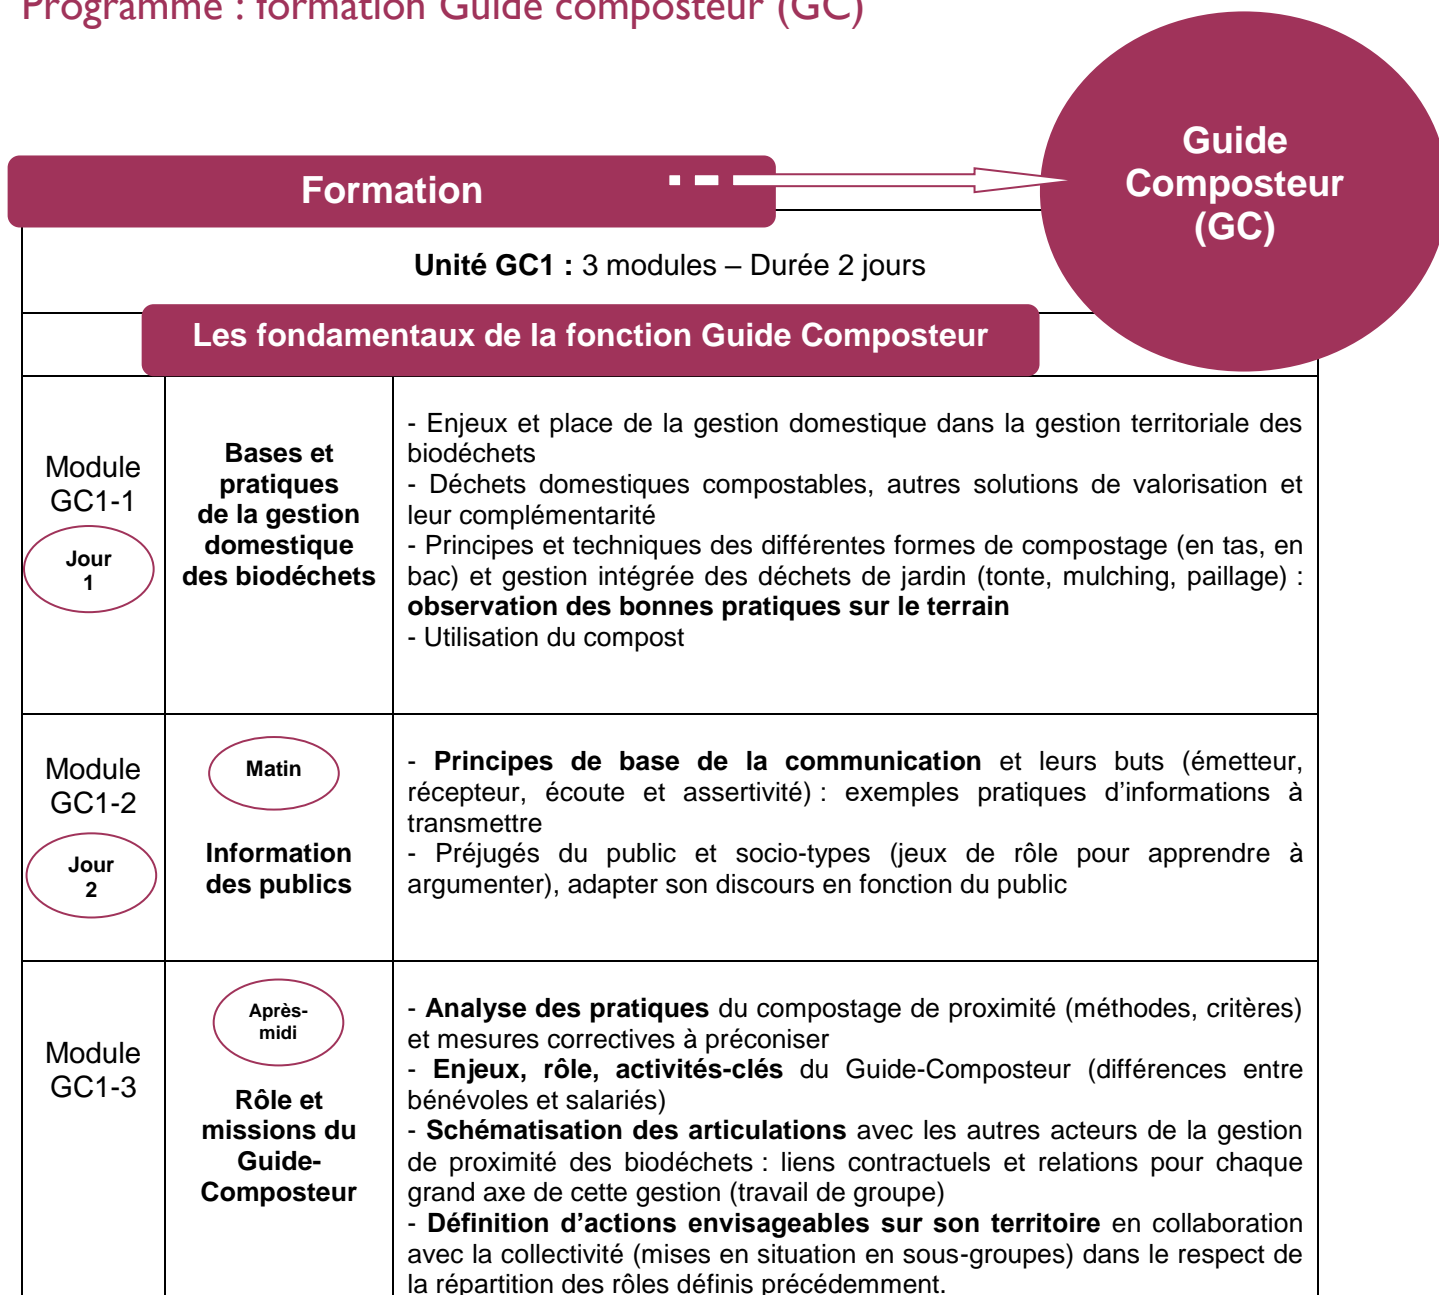 Programme : formation Guide composteur (GC)
Guide
Composteur
(GC)
Formation
Unité GC1 : 3 modules – Durée 2 jours
Les fondamentaux de la fonction Guide Composteur
Module
GC1-1
Jour
1
Bases et
pratiques
de la gestion
domestique
des biodéchets
- Enjeux et place de la gestion domestique dans la gestion territoriale des
biodéchets
- Déchets domestiques compostables, autres solutions de valorisation et
leur complémentarité
- Principes et techniques des différentes formes de compostage (en tas, en
bac) et gestion intégrée des déchets de jardin (tonte, mulching, paillage) :
observation des bonnes pratiques sur le terrain
- Utilisation du compost
Module
GC1-2
Jour
2
Matin
Information
des publics
- Principes de base de la communication et leurs buts (émetteur,
récepteur, écoute et assertivité) : exemples pratiques d’informations à
transmettre
- Préjugés du public et socio-types (jeux de rôle pour apprendre à
argumenter), adapter son discours en fonction du public
Module
GC1-3
Après-
midi
Rôle et
missions du
Guide-
Composteur
- Analyse des pratiques du compostage de proximité (méthodes, critères)
et mesures correctives à préconiser
- Enjeux, rôle, activités-clés du Guide-Composteur (différences entre
bénévoles et salariés)
- Schématisation des articulations avec les autres acteurs de la gestion
de proximité des biodéchets : liens contractuels et relations pour chaque
grand axe de cette gestion (travail de groupe)
- Définition d’actions envisageables sur son territoire en collaboration
avec la collectivité (mises en situation en sous-groupes) dans le respect de
la répartition des rôles définis précédemment.